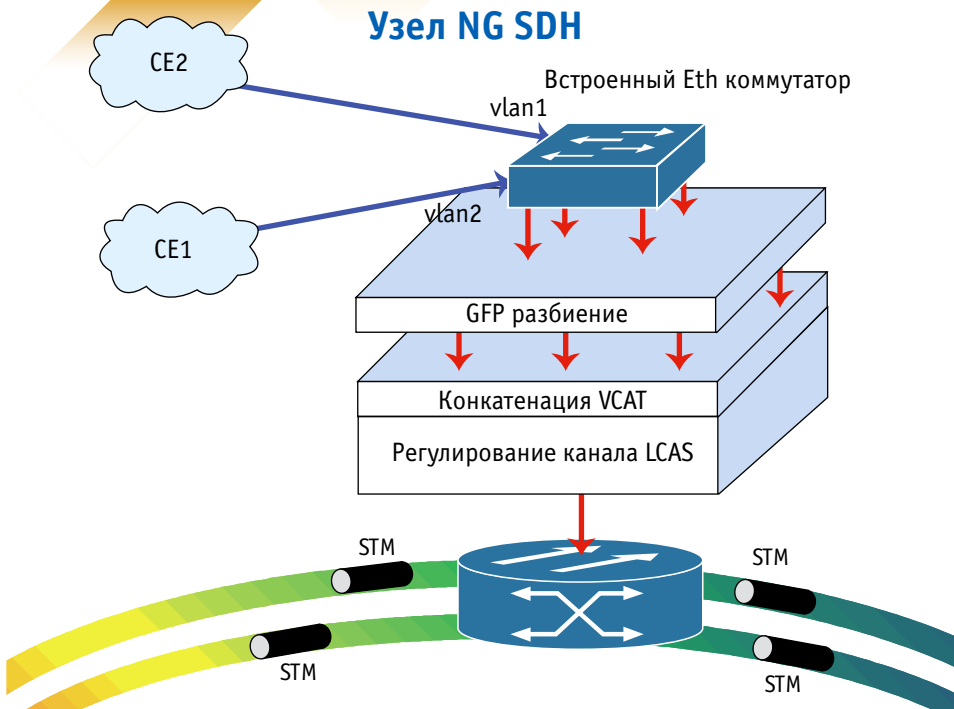 Узел NG SDH
CE2
Встроенный Eth коммутатор
vlan1
vlan2
CE1
GFP разбиение
Конкатенация VCAT
Регулирование канала LCAS
STM
STM
STM
STM